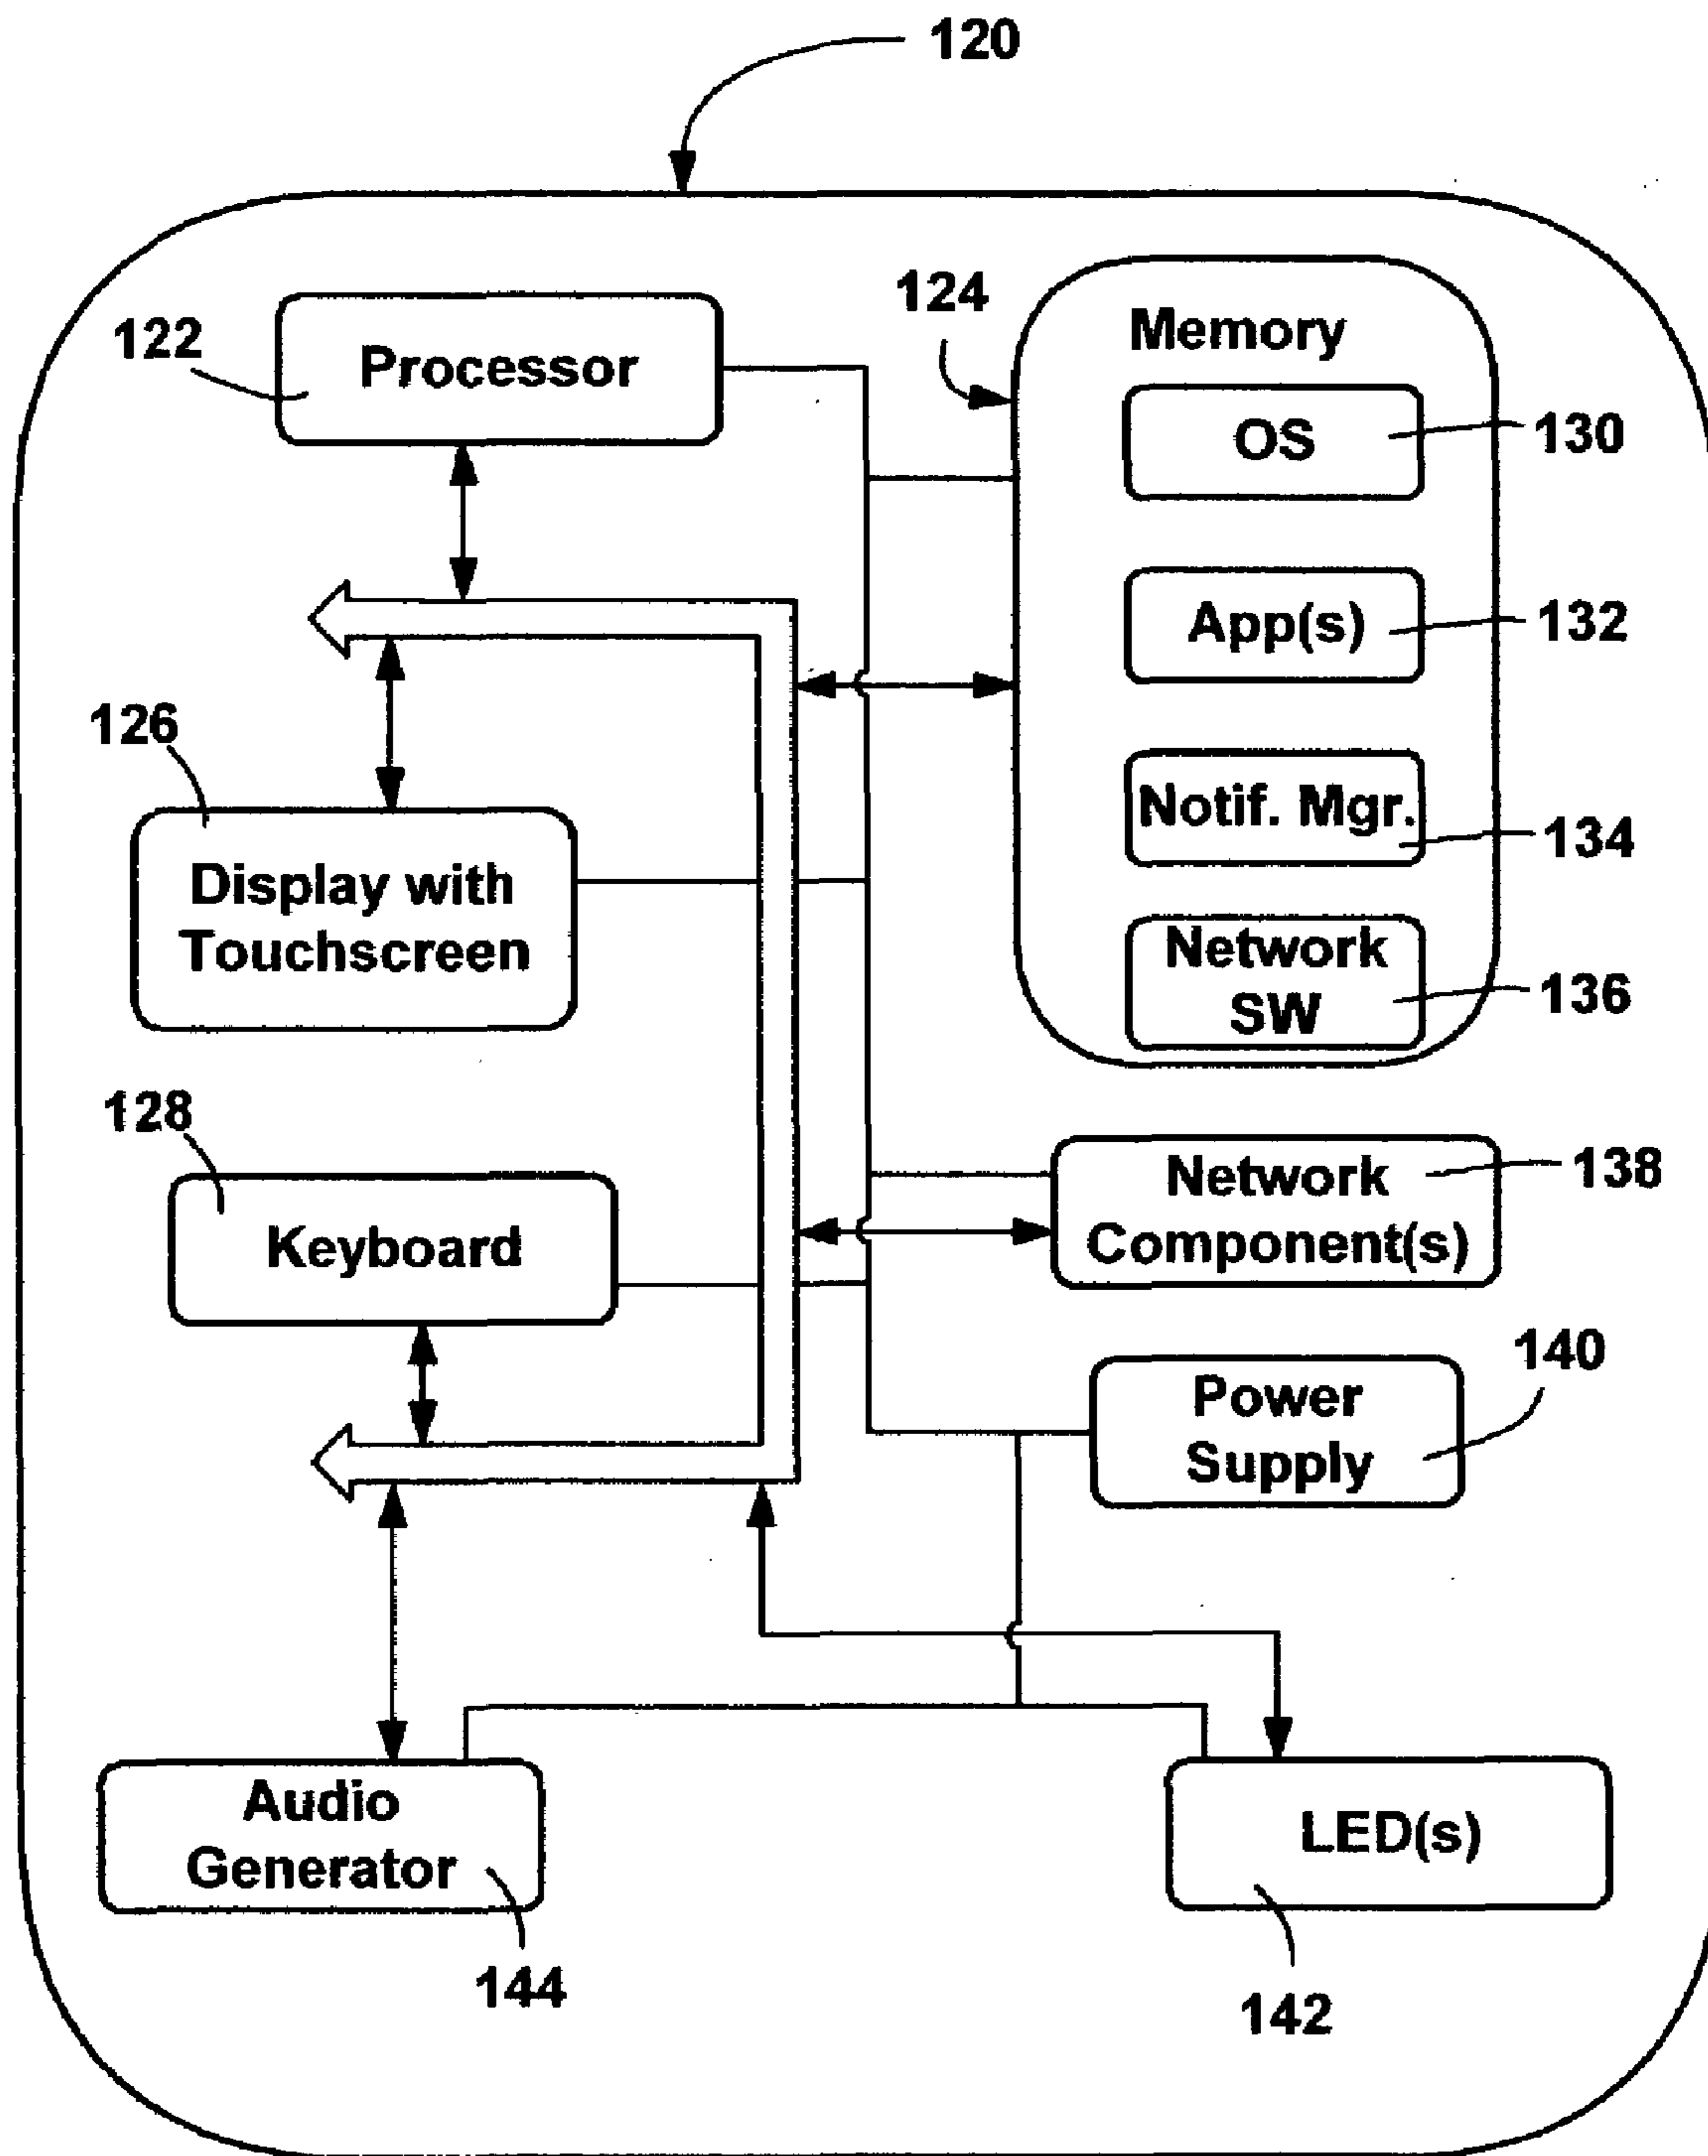 120
124
Memory
122
Processor
OS
130
App(s)
132
126
Notif. Mgr.
134
Display with
Touchscreen
Network
SW
136
128
Network
Component(s)
138
Keyboard
140
Power
Supply
Audio
Generator
LED(s)
144
142